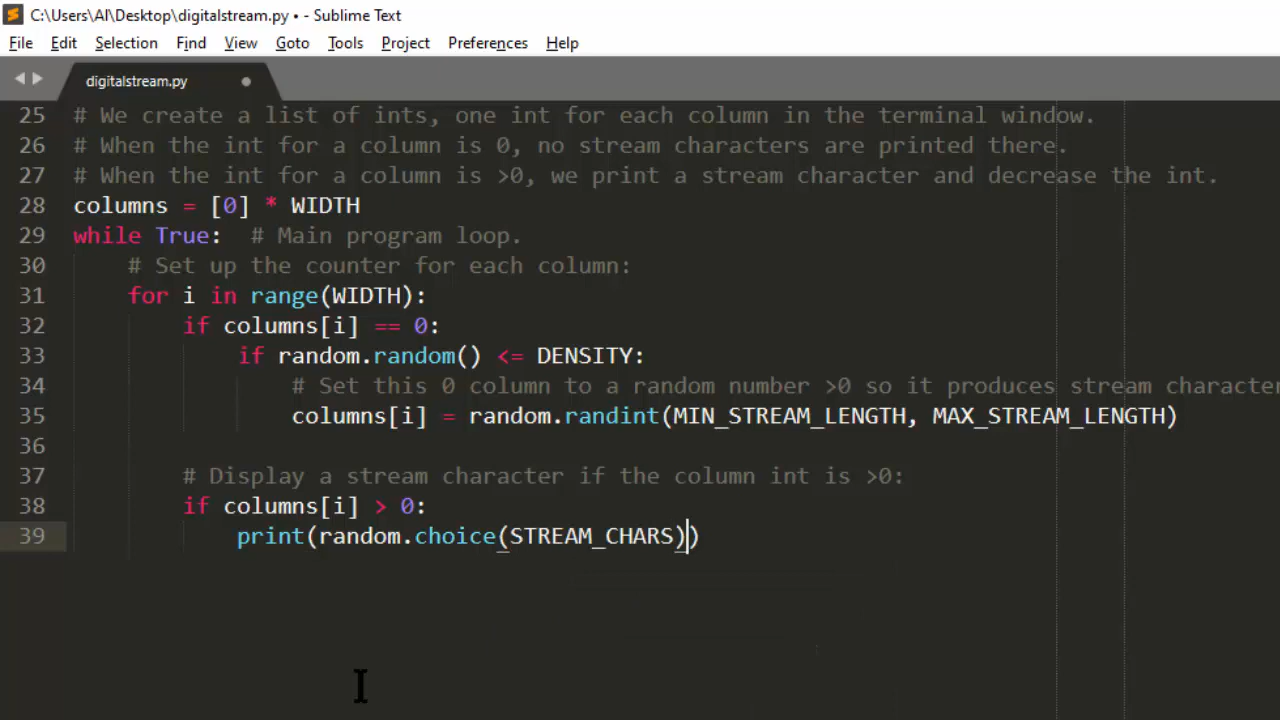 C:\Users\Al\Desktop\digitalstream.py • - Sublime Text
File Edit Selection Find View Goto Tools Project Preferences Help
digitalstream.py
25 # We create a list of ints, one int for each column in the terminal window.
26 # When the int for a column is 0, no stream characters are printed there.
27 # When the int for a column is >0, we print a stream character and decrease the int.
28 columns = [0] * WIDTH
29 while True:  # Main program loop.
30     # Set up the counter for each column:
31     for i in range(WIDTH):
32         if columns[i] == 0:
33             if random.random() <= DENSITY:
34                 # Set this 0 column to a random number >0 so it produces stream character
35                 columns[i] = random.randint(MIN_STREAM_LENGTH, MAX_STREAM_LENGTH)
36
37         # Display a stream character if the column int is >0:
38         if columns[i] > 0:
39             print(random.choice(STREAM_CHARS))